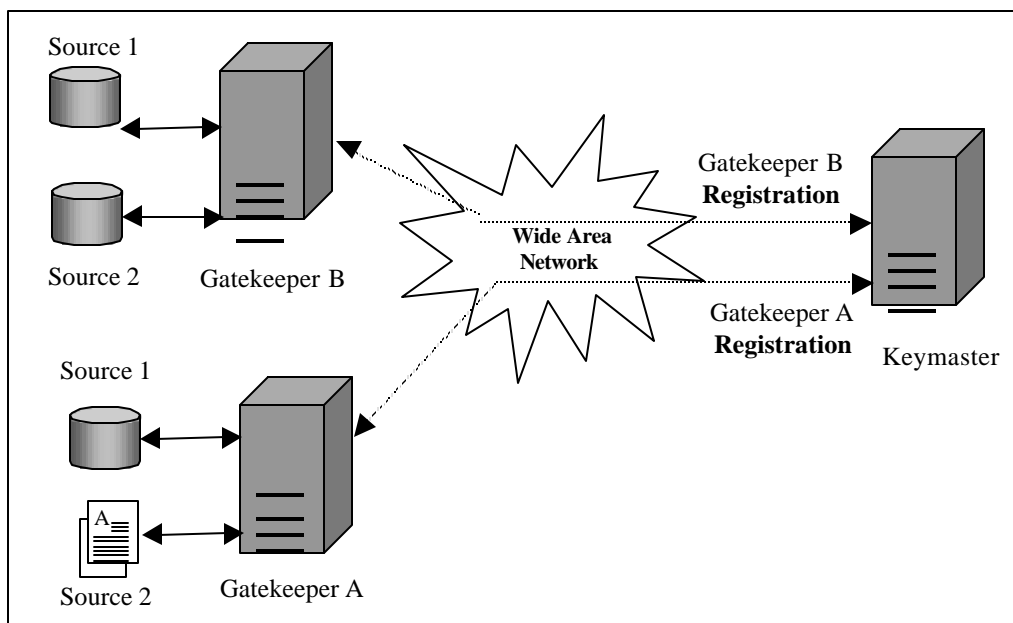 Source 1
Source 2
Gatekeeper B
Wide Area
Network
Gatekeeper B
Registration
Gatekeeper A
Registration
Keymaster
Source 1
A
Source 2
Gatekeeper A